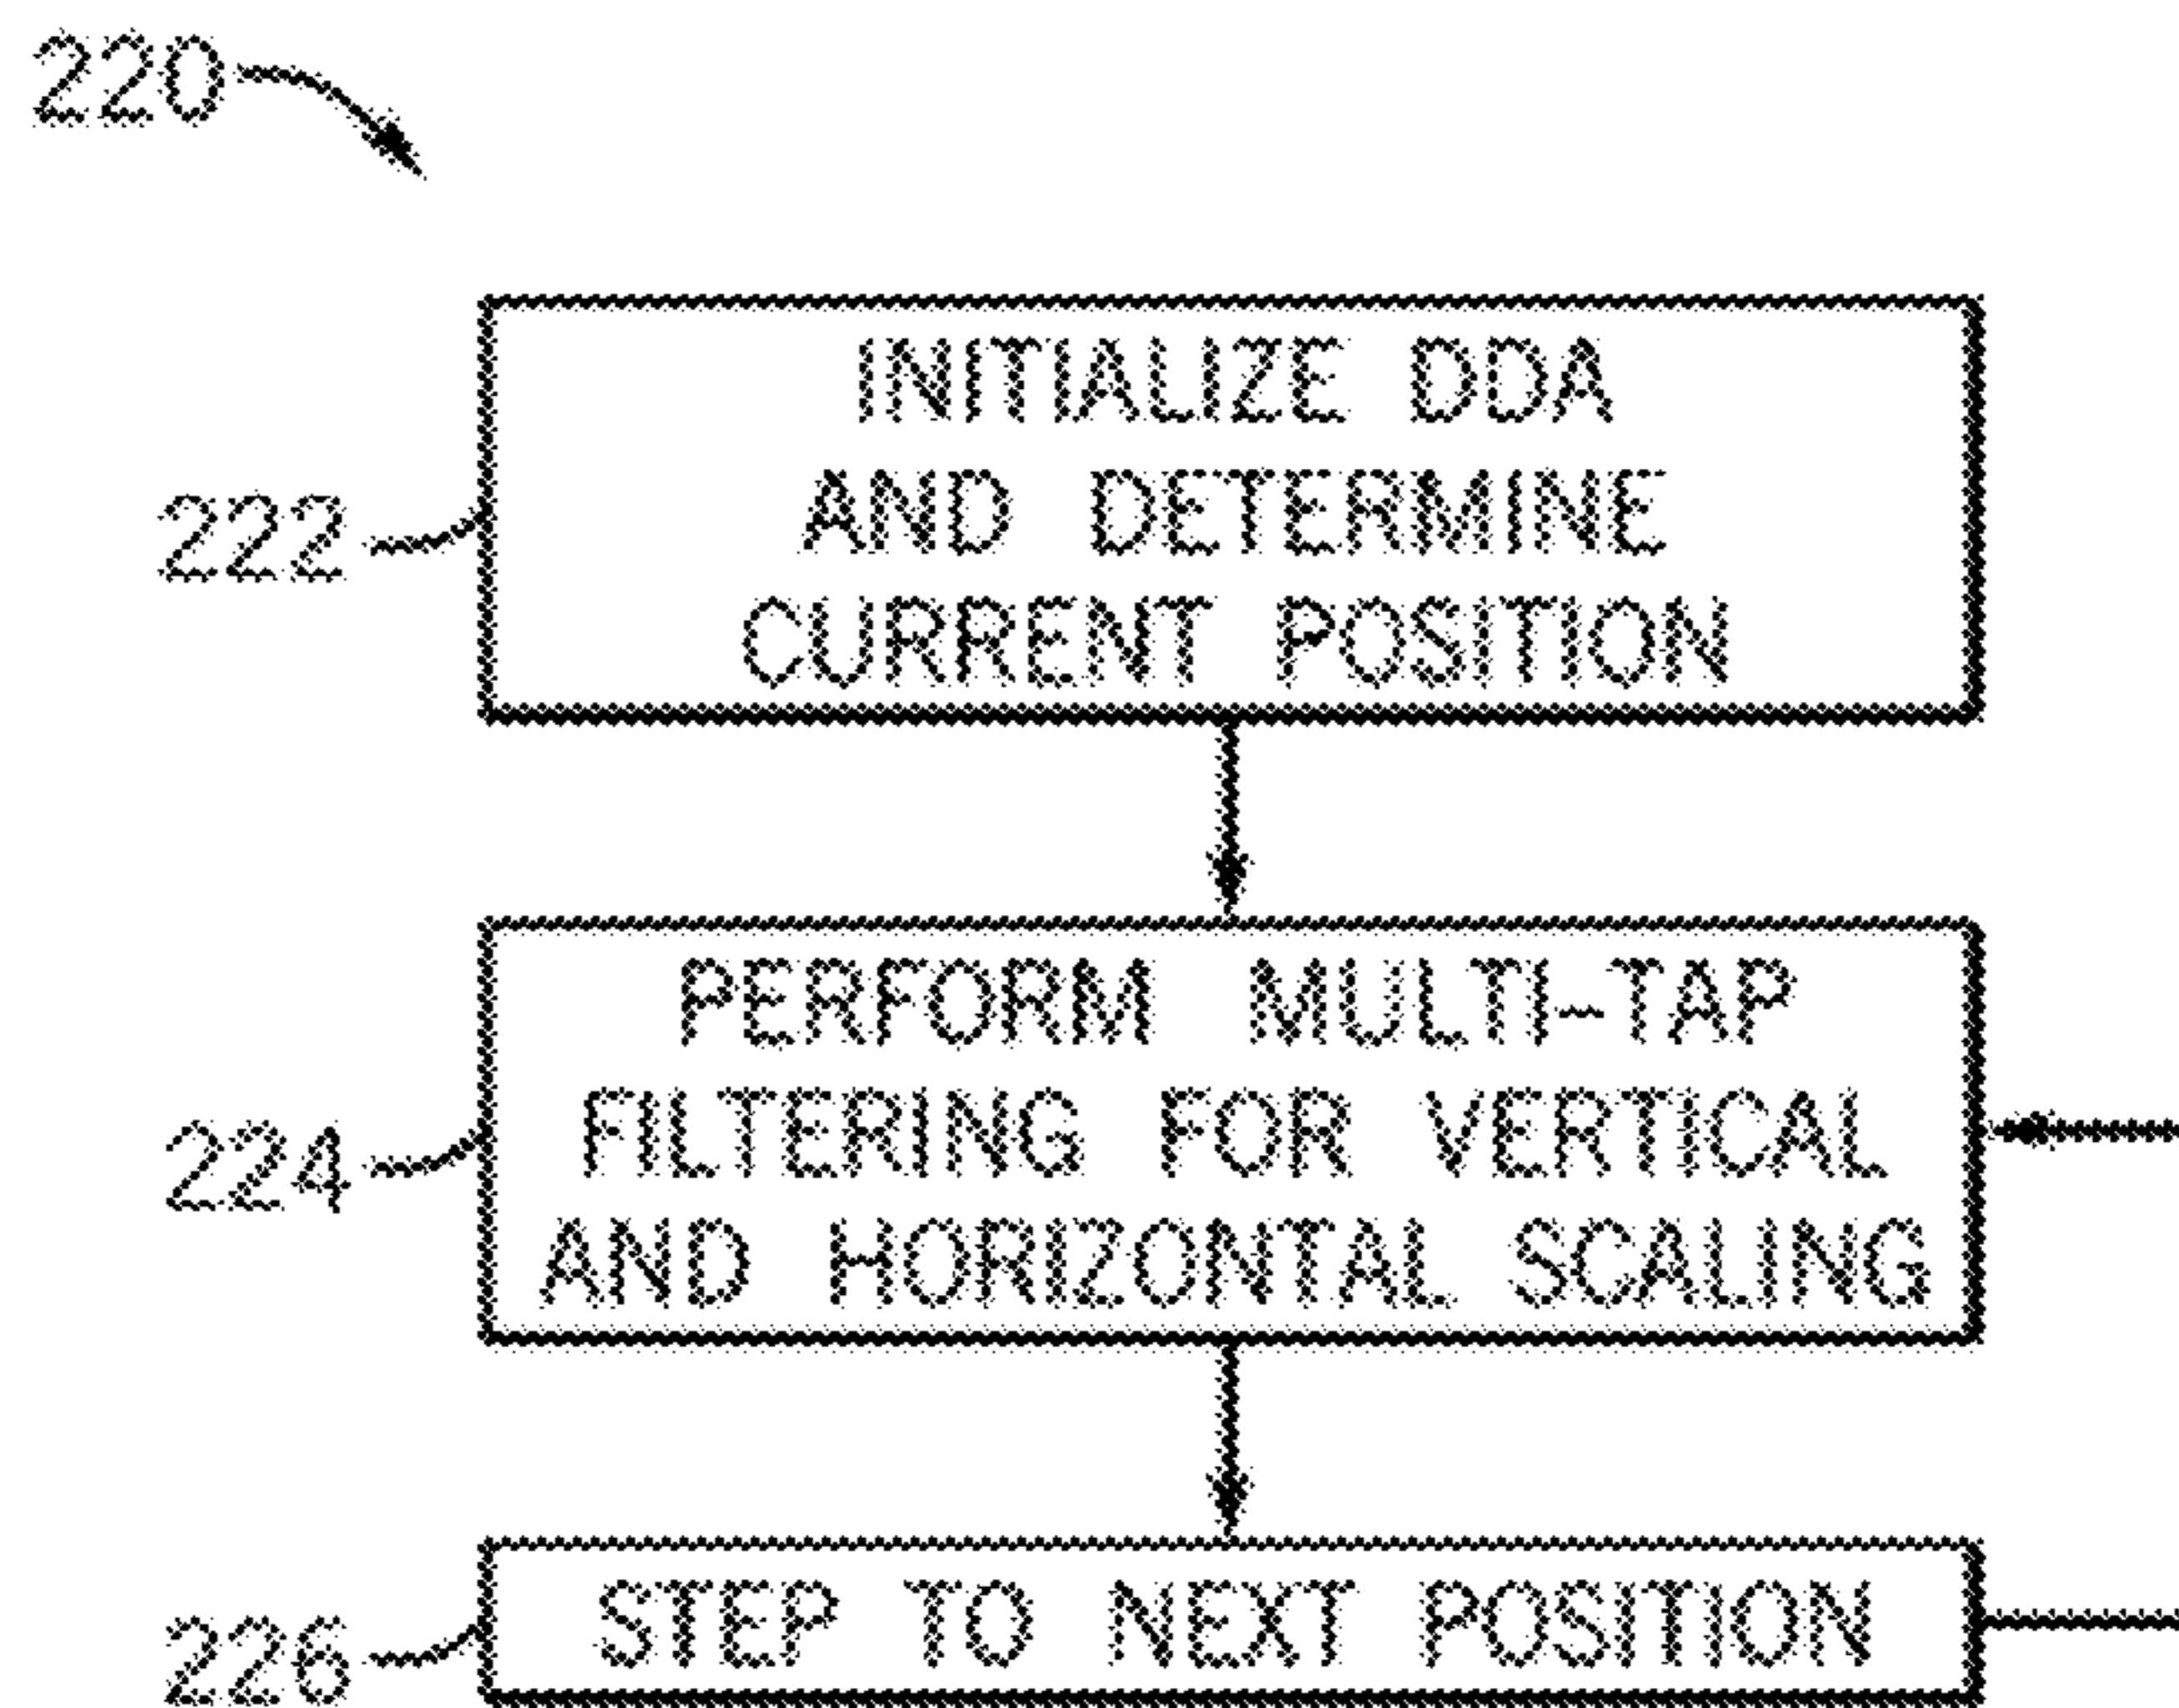 220
INITIALIZE DDA
AND DETERMINE
CURRENT POSITION
222
PERFORM MULTI-TAP
FILTERING FOR VERTICAL
AND HORIZONTAL SCALING
224
STEP TO NEXT POSITION
226